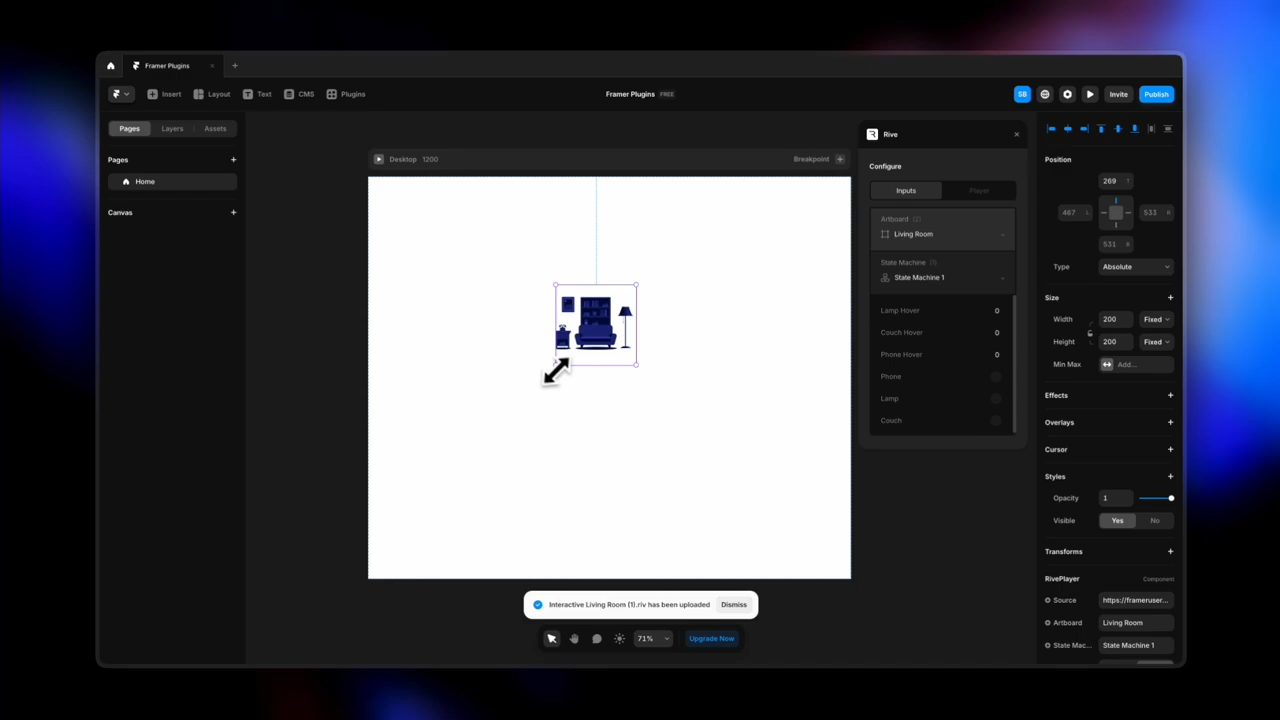 Framer Plugins
Insert
Layout
Text
CMS
Plugins
Framer Plugins FREE
SB
Invite
Publish
Pages
Layers
Assets
Pages
Home
Canvas
Desktop 1200
Breakpoint
Rive
Configure
Inputs
Player
Artboard (2)
Living Room
State Machine (1)
State Machine 1
Lamp Hover 0
Couch Hover 0
Phone Hover 0
Phone
Lamp
Couch
Position
269 T
467 L
533 R
531 B
Type Absolute
Size
Width 200 Fixed
Height 200 Fixed
Min Max Add...
Effects
Overlays
Cursor
Styles
Opacity 1
Visible Yes No
Transforms
RivePlayer Component
Source https://frameruser...
Artboard Living Room
State Mac... State Machine 1
Interactive Living Room (1).riv has been uploaded Dismiss
71%
Upgrade Now